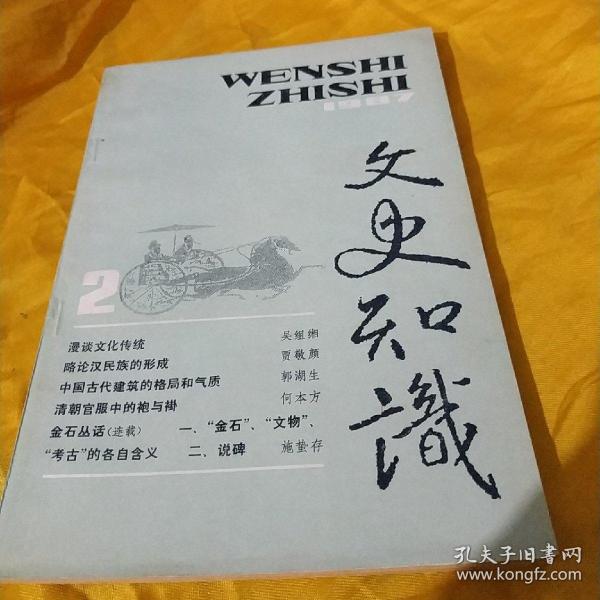 WENSHI
ZHISHI
1987
文史知識
2
漫谈文化传统 吴组缃
略论汉民族的形成 贾敬颜
中国古代建筑的格局和气质 郭湖生
清朝官服中的袍与褂 何本方
金石丛话(连载) 一、“金石”、“文物”、
“考古”的各自含义 二、说碑 施蛰存
孔夫子旧书网
www.kongfz.com